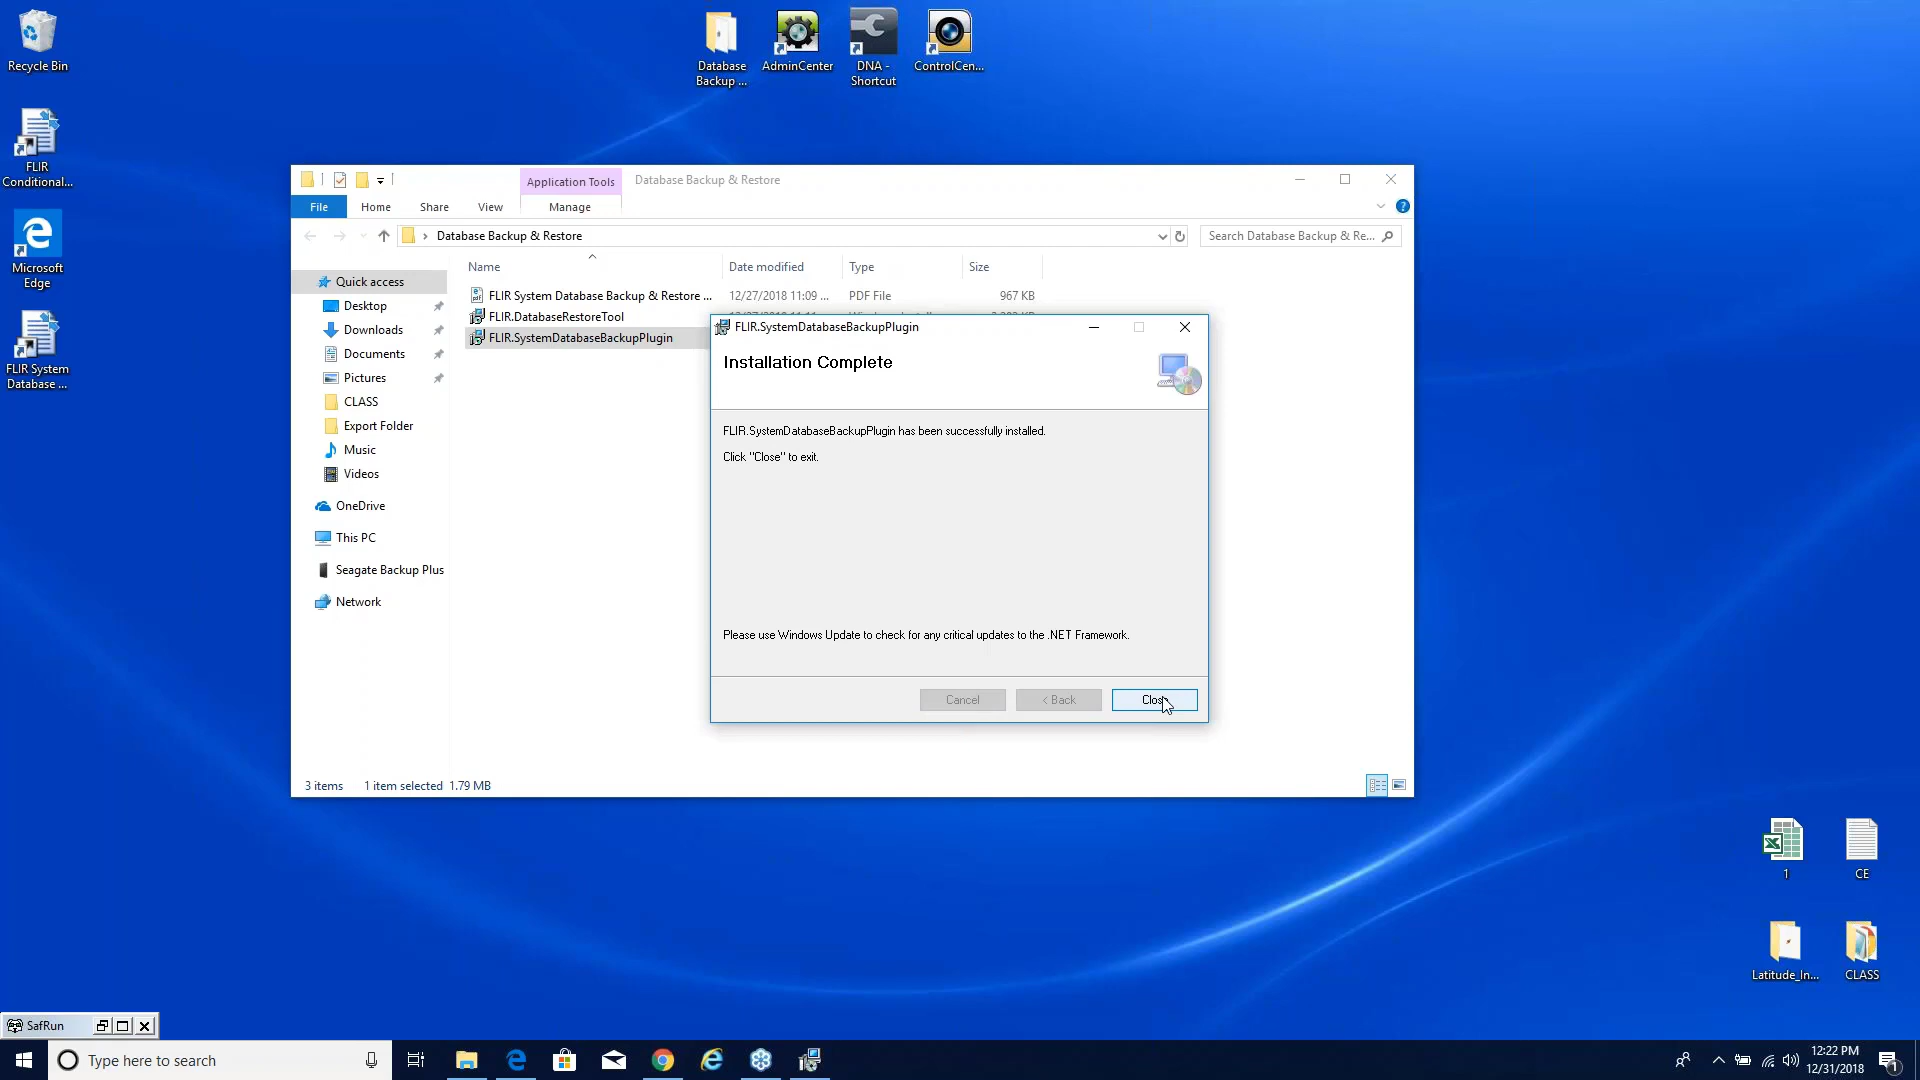 Recycle Bin
FLIR
Conditional...
Microsoft
Edge
FLIR System
Database ...
Database
Backup ...
AdminCenter
DNA -
Shortcut
ControlCen...
Application Tools
Database Backup & Restore
File
Home
Share
View
Manage
Database Backup & Restore
Search Database Backup & Re...
Name
Date modified
Type
Size
Quick access
Desktop
Downloads
Documents
Pictures
CLASS
Export Folder
Music
Videos
OneDrive
This PC
Seagate Backup Plus
Network
FLIR System Database Backup & Restore ...
12/27/2018 11:09 ...
PDF File
967 KB
FLIR.DatabaseRestoreTool
FLIR.SystemDatabaseBackupPlugin
FLIR.SystemDatabaseBackupPlugin
Installation Complete
FLIR.SystemDatabaseBackupPlugin has been successfully installed.
Click "Close" to exit.
Please use Windows Update to check for any critical updates to the .NET Framework.
Cancel
< Back
3 items
1 item selected 1.79 MB
1
CE
Latitude_In...
CLASS
SafRun
Type here to search
12:22 PM
12/31/2018
1